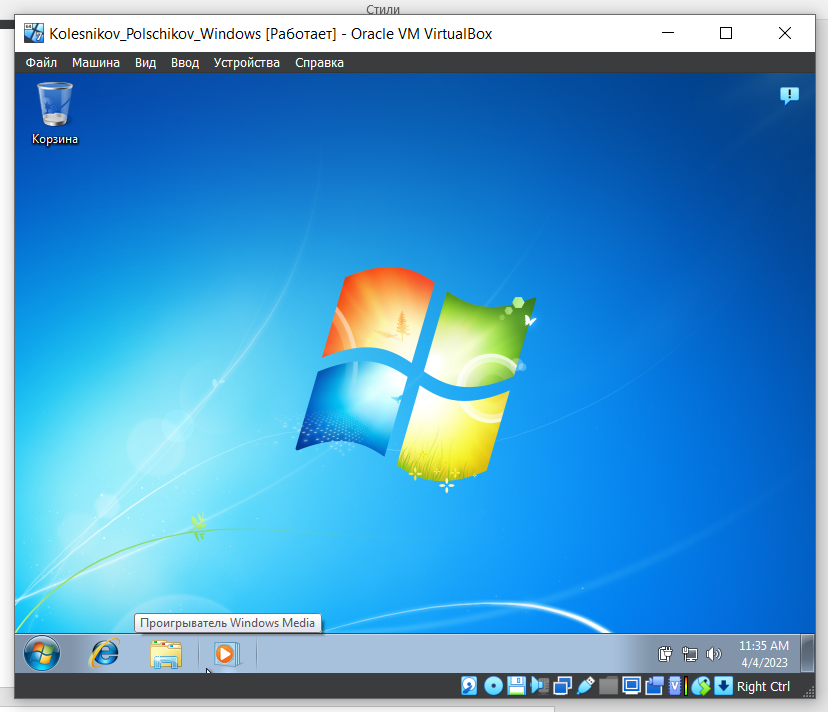 Стили
Kolesnikov_Polschikov_Windows [Работает] - Oracle VM VirtualBox
Файл Машина Вид Ввод Устройства Справка
Корзина
Проигрыватель Windows Media
11:35 AM
4/4/2023
Right Ctrl